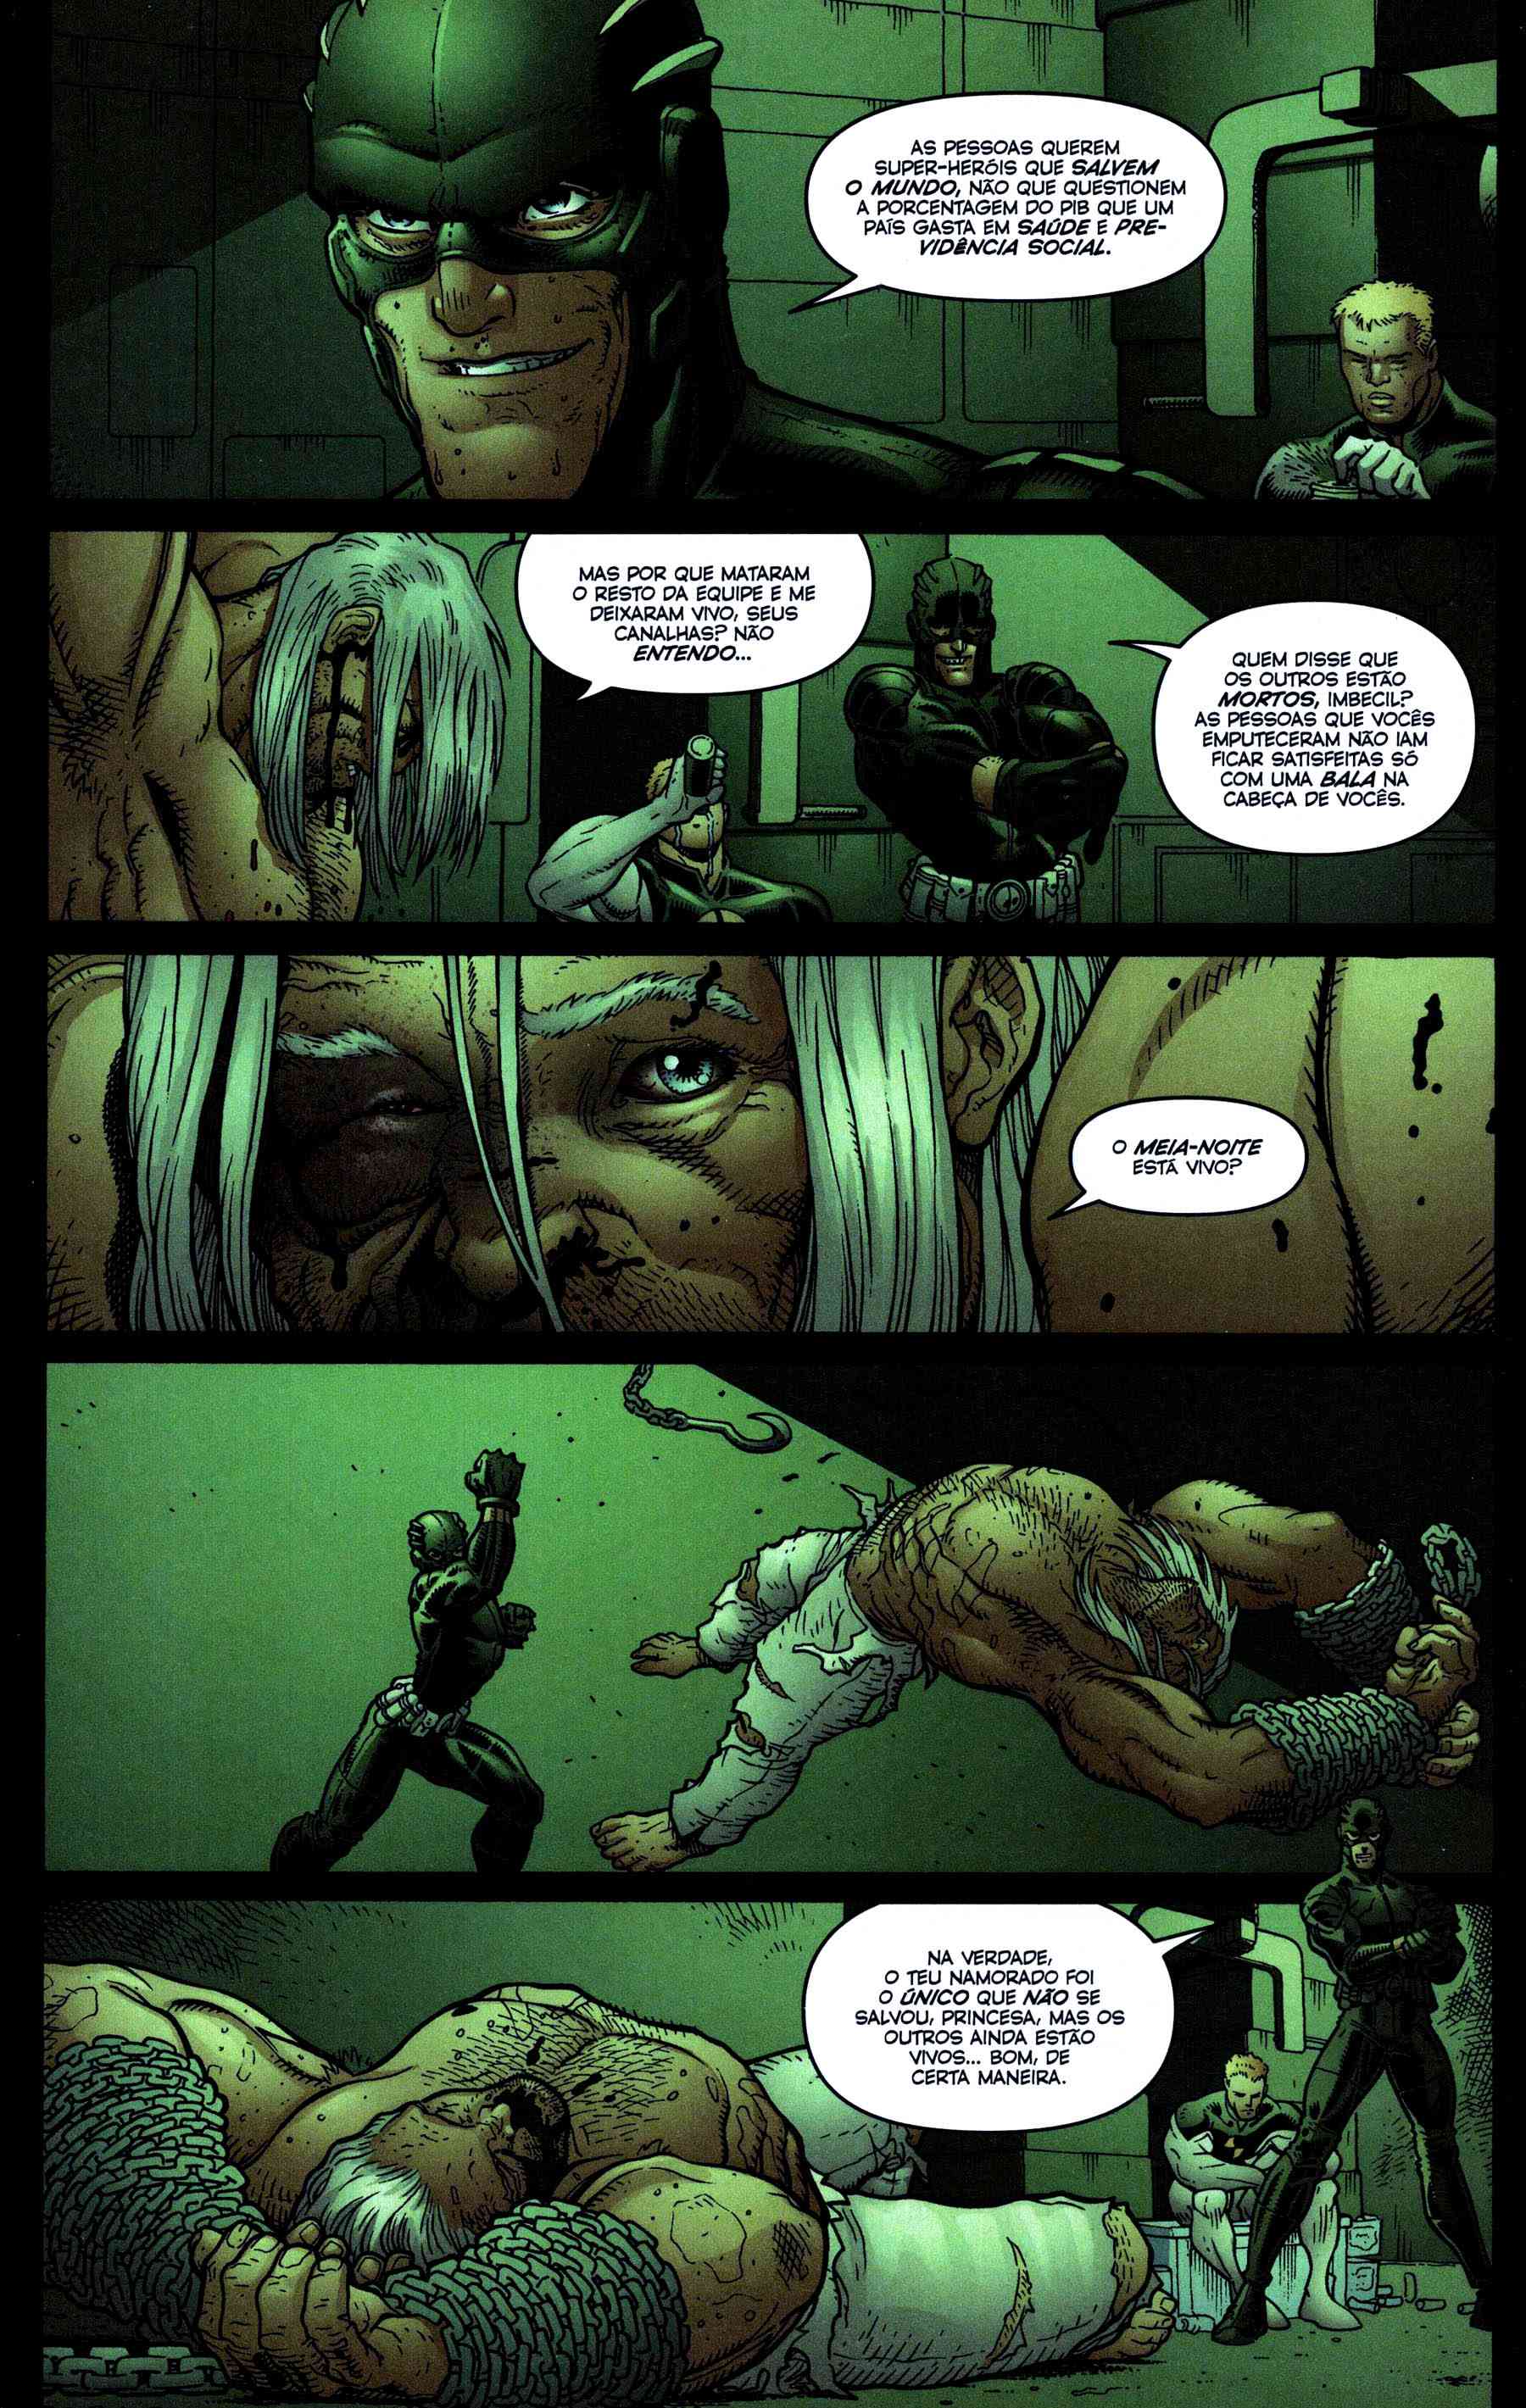 AS PESSOAS QUEREM
SUPER-HERÓIS QUE SALVEM
O MUNDO, NÃO QUE QUESTIONEM
A PORCENTAGEM DO PIB QUE UM
PAÍS GASTA EM SAÚDE E PRE-
VIDÊNCIA SOCIAL.
MAS POR QUE MATARAM
O RESTO DA EQUIPE E ME
DEIXARAM VIVO, SEUS
CANALHAS? NÃO
ENTENDO...
QUEM DISSE QUE
OS OUTROS ESTÃO
MORTOS, IMBECIL?
AS PESSOAS QUE VOCÊS
EMPUTECERAM NÃO IAM
FICAR SATISFEITAS SÓ
COM UMA BALA NA
CABEÇA DE VOCÊS.
O MEIA-NOITE
ESTÁ VIVO?
NA VERDADE,
O TEU NAMORADO FOI
O ÚNICO QUE NÃO SE
SALVOU, PRINCESA, MAS OS
OUTROS AINDA ESTÃO
VIVOS... BOM, DE
CERTA MANEIRA.